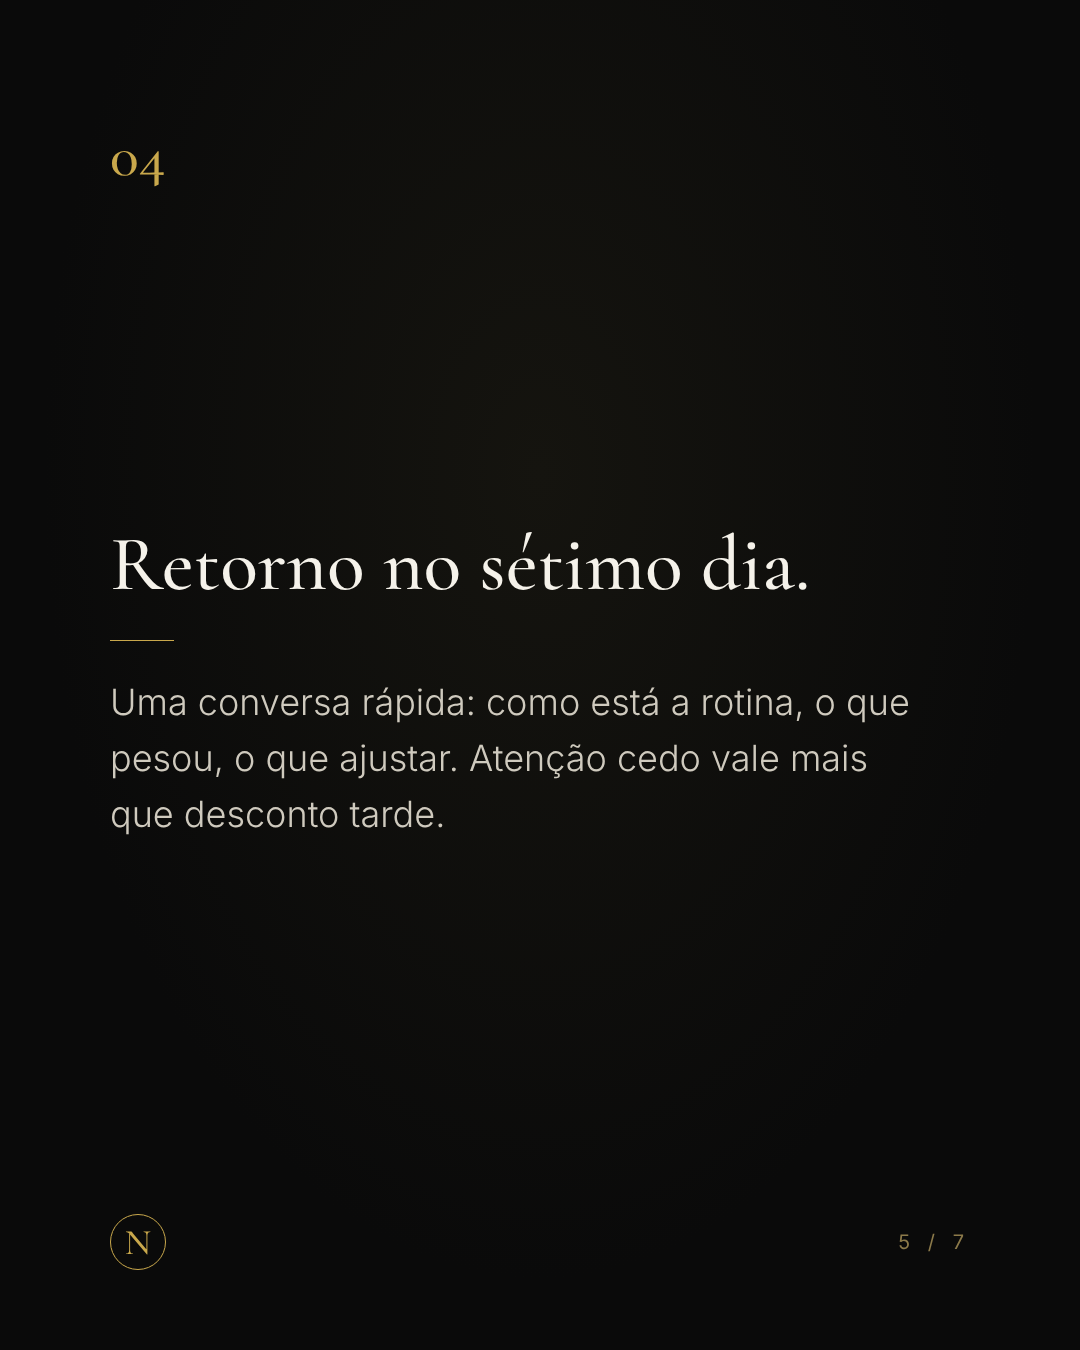 04
Retorno no sétimo dia.
Uma conversa rápida: como está a rotina, o que
pesou, o que ajustar. Atenção cedo vale mais
que desconto tarde.
N
5 / 7